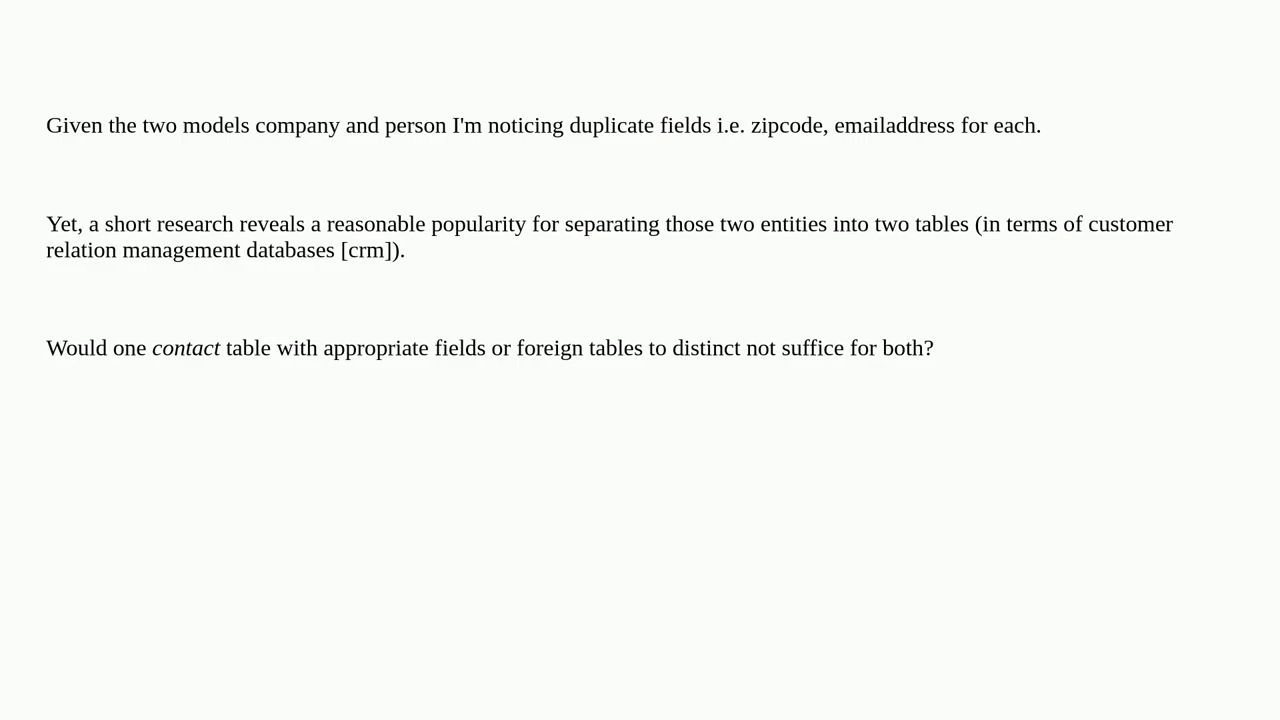 Given the two models company and person I'm noticing duplicate fields i.e. zipcode, emailaddress for each.
Yet, a short research reveals a reasonable popularity for separating those two entities into two tables (in terms of customer
relation management databases [crm]).
Would one contact table with appropriate fields or foreign tables to distinct not suffice for both?